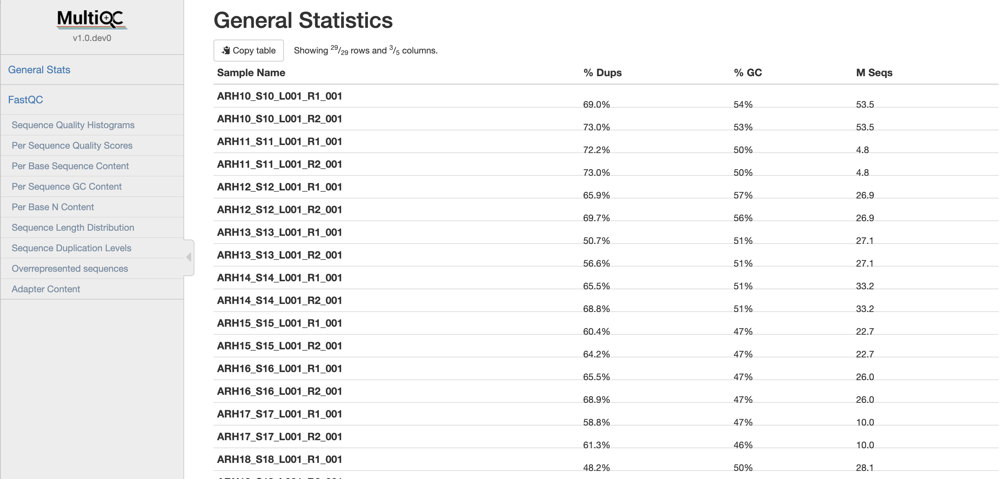 MultiQC
v1.0.dev0
General Stats
FastQC
Sequence Quality Histograms
Per Sequence Quality Scores
Per Base Sequence Content
Per Sequence GC Content
Per Base N Content
Sequence Length Distribution
Sequence Duplication Levels
Overrepresented sequences
Adapter Content
General Statistics
Copy table Showing 29/29 rows and 3/5 columns.
Sample Name % Dups % GC M Seqs
ARH10_S10_L001_R1_001 69.0% 54% 53.5
ARH10_S10_L001_R2_001 73.0% 53% 53.5
ARH11_S11_L001_R1_001 72.2% 50% 4.8
ARH11_S11_L001_R2_001 73.0% 50% 4.8
ARH12_S12_L001_R1_001 65.9% 57% 26.9
ARH12_S12_L001_R2_001 69.7% 56% 26.9
ARH13_S13_L001_R1_001 50.7% 51% 27.1
ARH13_S13_L001_R2_001 56.6% 51% 27.1
ARH14_S14_L001_R1_001 65.5% 51% 33.2
ARH14_S14_L001_R2_001 68.8% 51% 33.2
ARH15_S15_L001_R1_001 60.4% 47% 22.7
ARH15_S15_L001_R2_001 64.2% 47% 22.7
ARH16_S16_L001_R1_001 65.5% 47% 26.0
ARH16_S16_L001_R2_001 68.9% 47% 26.0
ARH17_S17_L001_R1_001 58.8% 47% 10.0
ARH17_S17_L001_R2_001 61.3% 46% 10.0
ARH18_S18_L001_R1_001 48.2% 50% 28.1